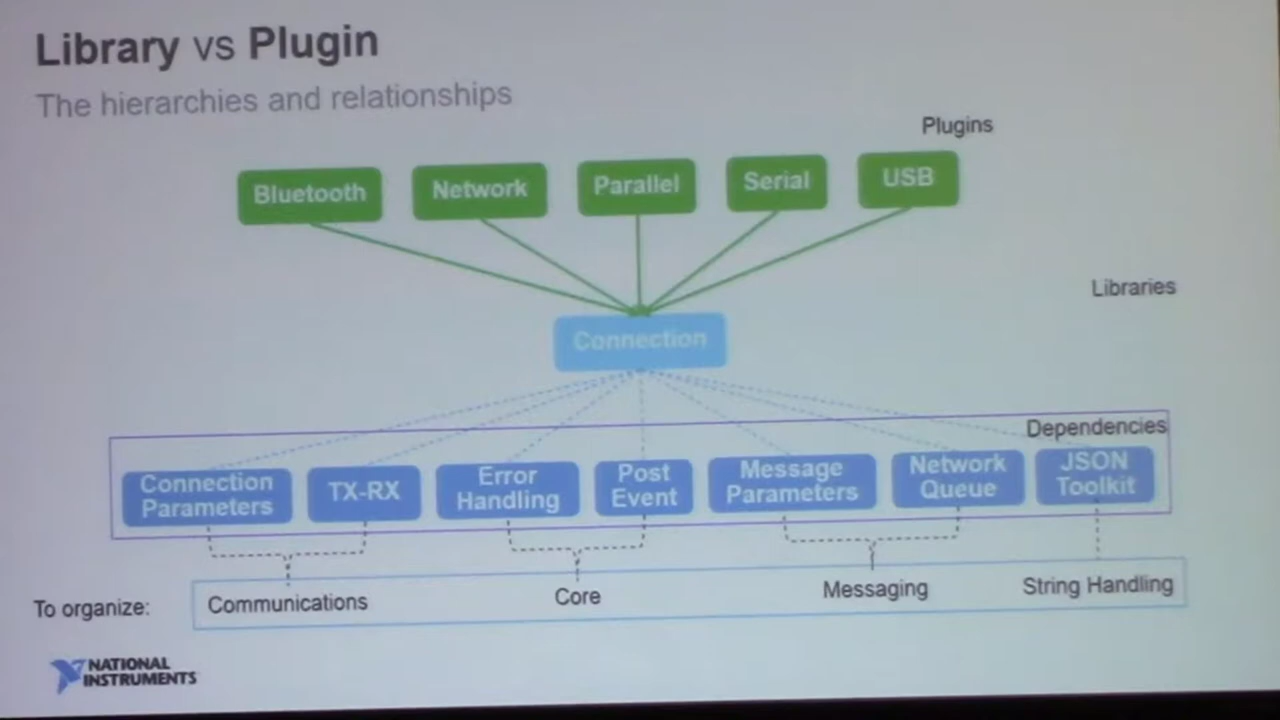 Library vs Plugin
The hierarchies and relationships
Plugins
Bluetooth
Network
Parallel
Serial
USB
Libraries
Connection
Dependencies
Connection
Parameters
TX-RX
Error
Handling
Post
Event
Message
Parameters
Network
Queue
JSON
Toolkit
To organize:
Communications
Core
Messaging
String Handling
NATIONAL
INSTRUMENTS